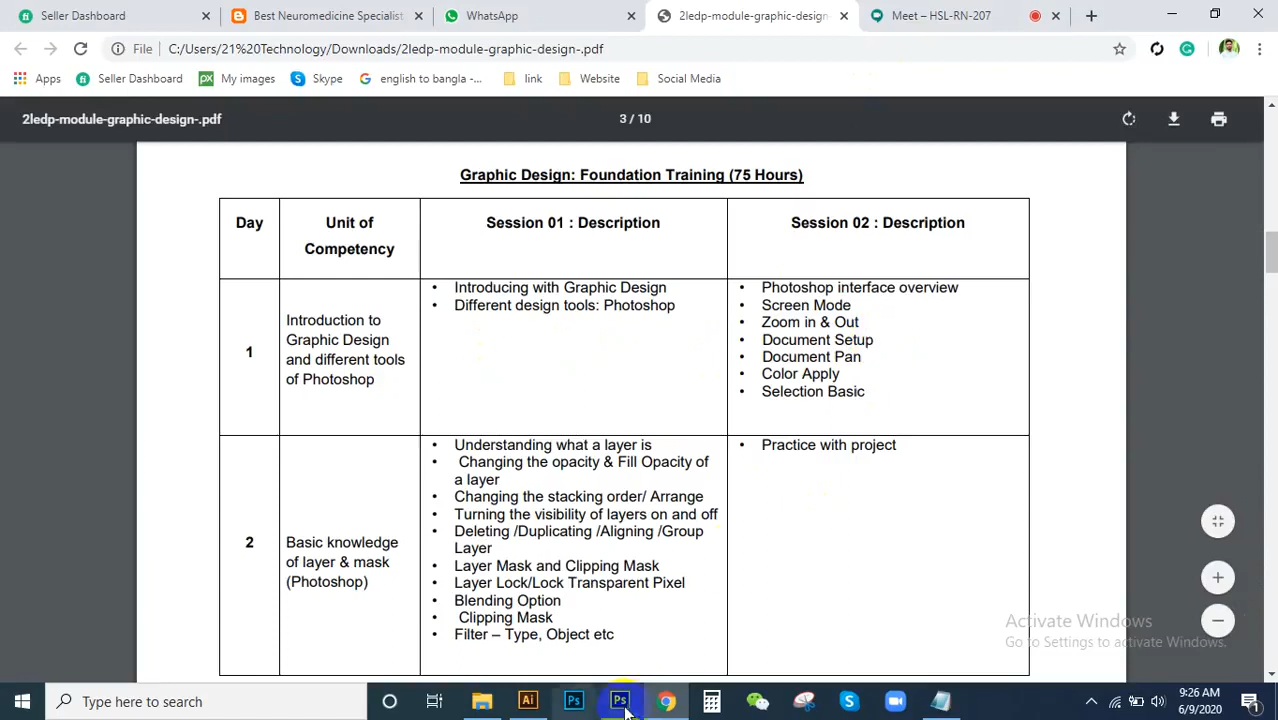 Seller Dashboard
Best Neuromedicine Specialist
WhatsApp
2ledp-module-graphic-design-
Meet – HSL-RN-207
File
C:/Users/21%20Technology/Downloads/2ledp-module-graphic-design-.pdf
Apps
Seller Dashboard
My images
Skype
english to bangla -...
link
Website
Social Media
2ledp-module-graphic-design-.pdf
3 / 10
Graphic Design: Foundation Training (75 Hours)
Day
Unit of
Competency
Session 01 : Description
Session 02 : Description
1
Introduction to
Graphic Design
and different tools
of Photoshop
• Introducing with Graphic Design
• Different design tools: Photoshop
• Photoshop interface overview
• Screen Mode
• Zoom in & Out
• Document Setup
• Document Pan
• Color Apply
• Selection Basic
2
Basic knowledge
of layer & mask
(Photoshop)
• Understanding what a layer is
• Changing the opacity & Fill Opacity of
a layer
• Changing the stacking order/ Arrange
• Turning the visibility of layers on and off
• Deleting /Duplicating /Aligning /Group
Layer
• Layer Mask and Clipping Mask
• Layer Lock/Lock Transparent Pixel
• Blending Option
• Clipping Mask
• Filter – Type, Object etc
• Practice with project
Activate Windows
Go to Settings to activate Windows.
Type here to search
Ai
Ps
Ps
9:26 AM
6/9/2020